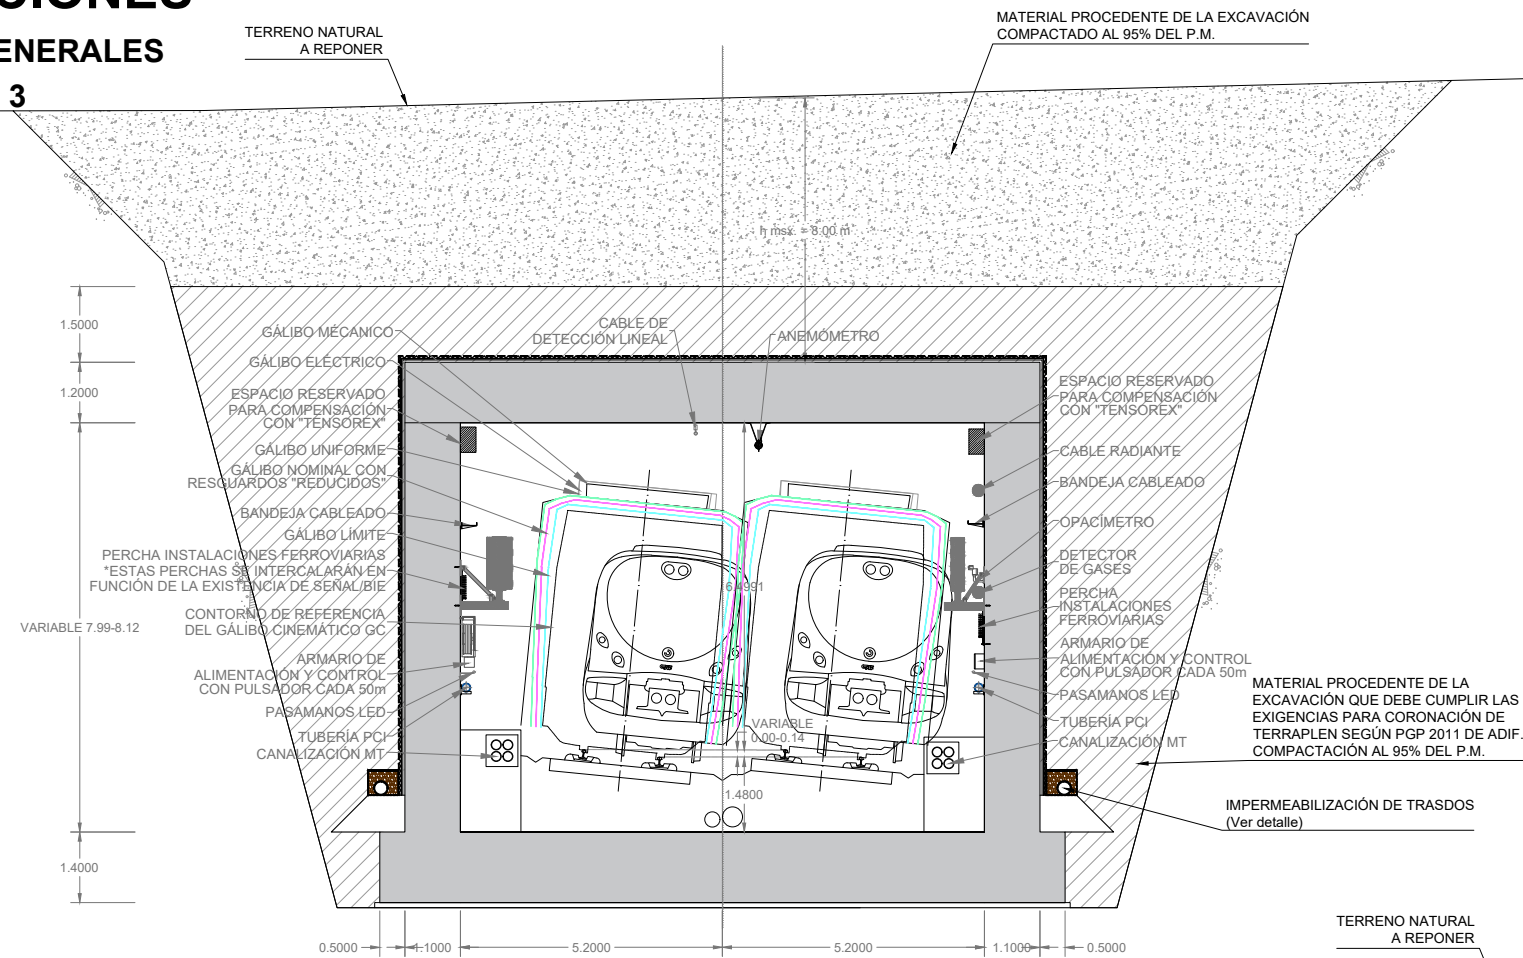 CIONES
ENERALES
3
TERRENO NATURAL
A REPONER
MATERIAL PROCEDENTE DE LA EXCAVACIÓN
COMPACTADO AL 95% DEL P.M.
1.5000
1.2000
VARIABLE 7.99-8.12
1.4000
GÁLIBO MÉCANICO
GÁLIBO ELÉCTRICO
ESPACIO RESERVADO
PARA COMPENSACIÓN
CON "TENSOREX"
GÁLIBO UNIFORME
GÁLIBO NOMINAL CON
RESGUARDOS "REDUCIDOS"
BANDEJA CABLEADO
GÁLIBO LÍMITE
PERCHA INSTALACIONES FERROVIARIAS
*ESTAS PERCHAS SE INTERCALARÁN EN
FUNCIÓN DE LA EXISTENCIA DE SEÑAL/BIE
CONTORNO DE REFERENCIA
DEL GÁLIBO CINEMÁTICO GC
ARMARIO DE
ALIMENTACIÓN Y CONTROL
CON PULSADOR CADA 50m
PASAMANOS LED
TUBERÍA PCI
CANALIZACIÓN MT
CABLE DE
DETECCIÓN LINEAL
ANEMÓMETRO
h msx. = 8.00 m
6.4991
VARIABLE
0.00-0.14
1.4800
ESPACIO RESERVADO
PARA COMPENSACIÓN
CON "TENSOREX"
CABLE RADIANTE
BANDEJA CABLEADO
OPACÍMETRO
DETECTOR
DE GASES
PERCHA
INSTALACIONES
FERROVIARIAS
ARMARIO DE
ALIMENTACIÓN Y CONTROL
CON PULSADOR CADA 50m
PASAMANOS LED
TUBERÍA PCI
CANALIZACIÓN MT
MATERIAL PROCEDENTE DE LA
EXCAVACIÓN QUE DEBE CUMPLIR LAS
EXIGENCIAS PARA CORONACIÓN DE
TERRAPLEN SEGÚN PGP 2011 DE ADIF.
COMPACTACIÓN AL 95% DEL P.M.
IMPERMEABILIZACIÓN DE TRASDOS
(Ver detalle)
TERRENO NATURAL
A REPONER
0.5000 1.1000 5.2000 5.2000 1.1000 0.5000